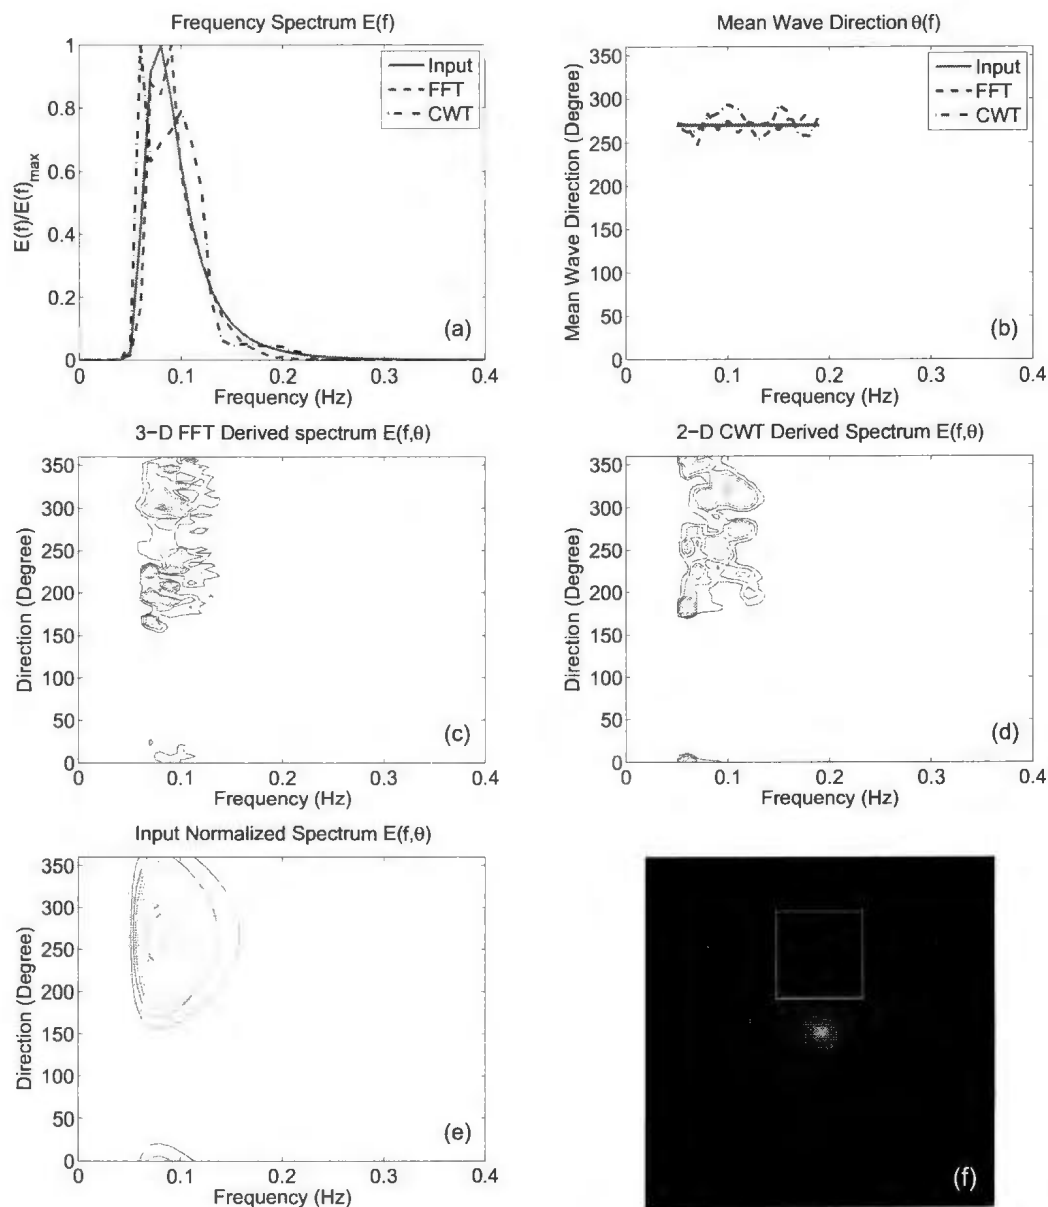 Frequency Spectrum E(f)
1
0.8
0.6
0.4
0.2
0
E(f)/E(f)max
Input
FFT
CWT
(a)
0 0.1 0.2 0.3 0.4
Frequency (Hz)
Mean Wave Direction θ(f)
350
300
250
200
150
100
50
0
Mean Wave Direction (Degree)
Input
FFT
CWT
(b)
0 0.1 0.2 0.3 0.4
Frequency (Hz)
3-D FFT Derived spectrum E(f,θ)
350
300
250
200
150
100
50
0
Direction (Degree)
(c)
0 0.1 0.2 0.3 0.4
Frequency (Hz)
2-D CWT Derived Spectrum E(f,θ)
350
300
250
200
150
100
50
0
Direction (Degree)
(d)
0 0.1 0.2 0.3 0.4
Frequency (Hz)
Input Normalized Spectrum E(f,θ)
350
300
250
200
150
100
50
0
Direction (Degree)
(e)
0 0.1 0.2 0.3 0.4
Frequency (Hz)
(f)